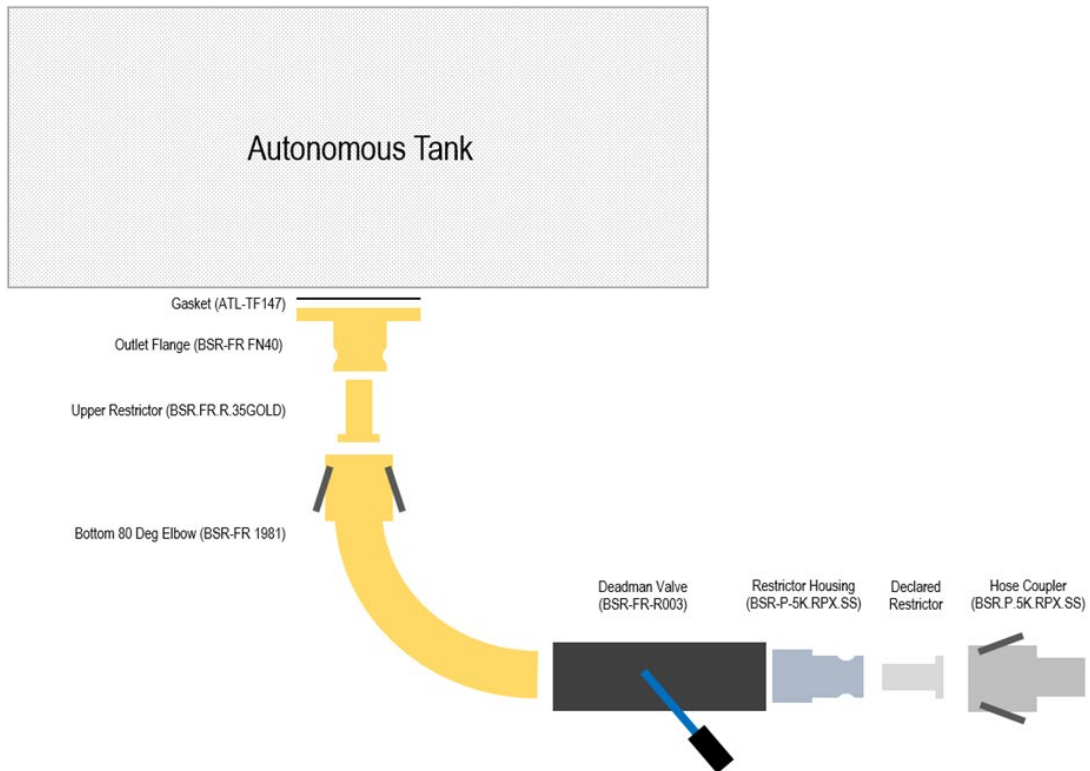 Autonomous Tank
Gasket (ATL-TF147)
Outlet Flange (BSR-FR FN40)
Upper Restrictor (BSR.FR.R.35GOLD)
Bottom 80 Deg Elbow (BSR-FR 1981)
Deadman Valve
(BSR-FR-R003)
Restrictor Housing
(BSR-P-5K.RPX.SS)
Declared
Restrictor
Hose Coupler
(BSR.P.5K.RPX.SS)